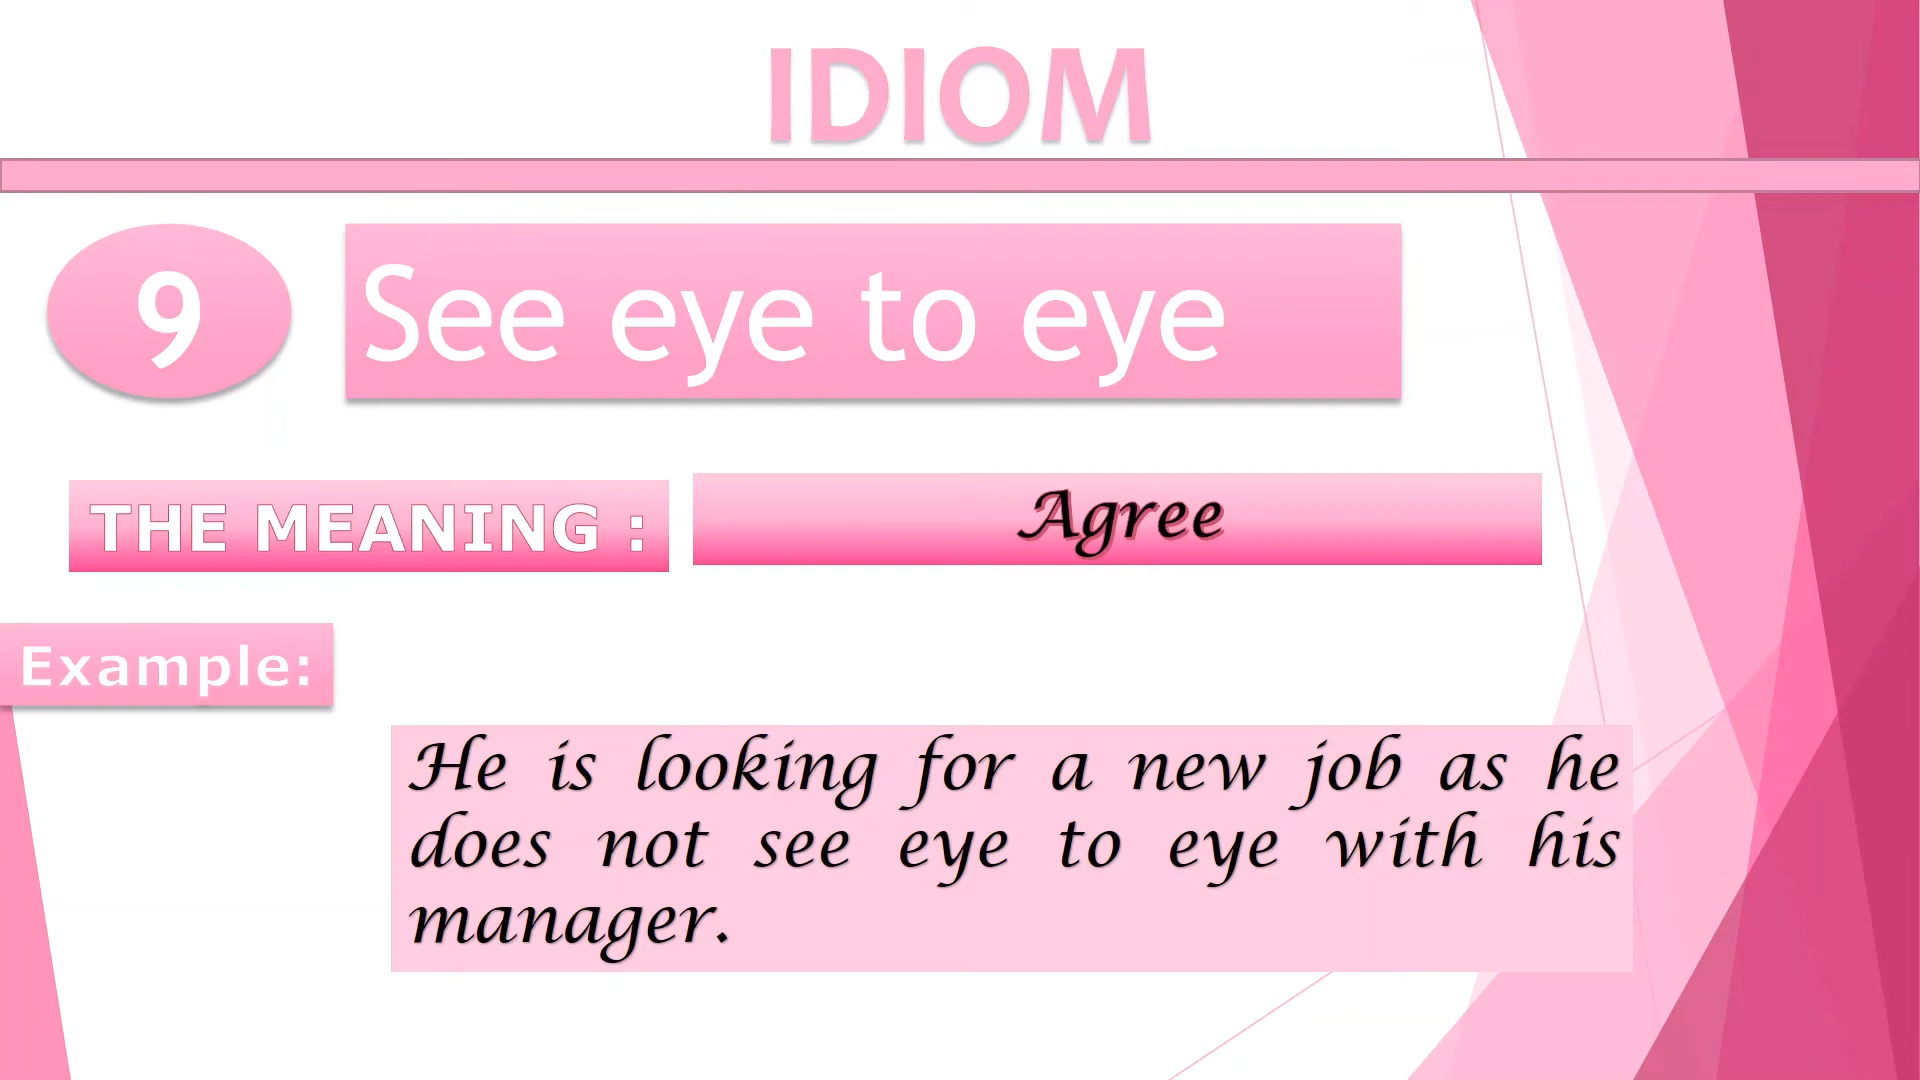 IDIOM
9
See eye to eye
THE MEANING :
Agree
Example:
He is looking for a new job as he
does not see eye to eye with his
manager.